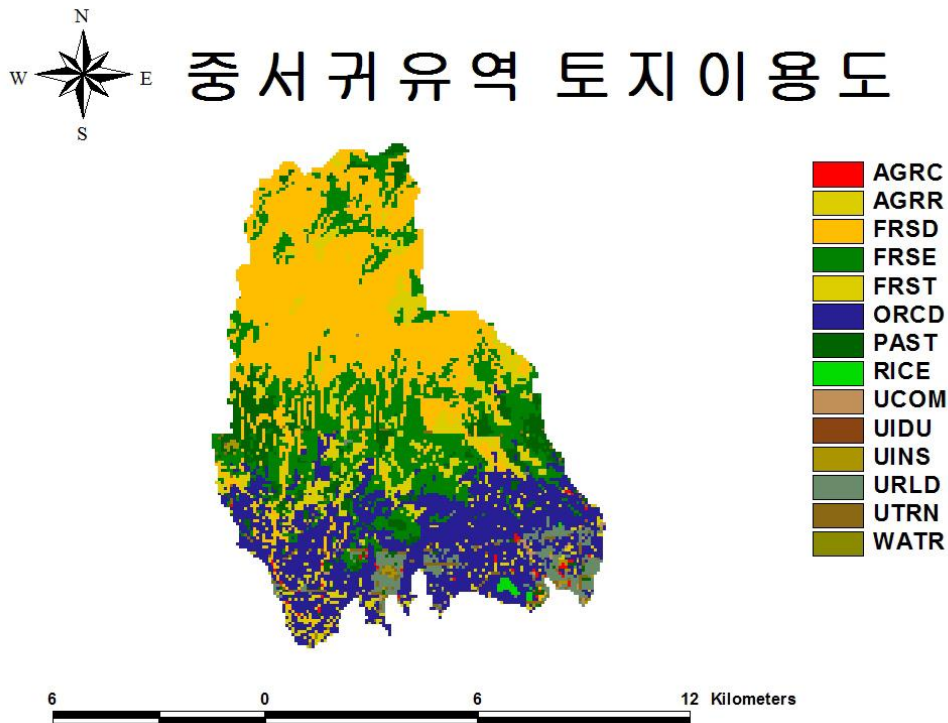 N
W E
S
중서귀유역 토지이용도
AGRC
AGRR
FRSD
FRSE
FRST
ORCD
PAST
RICE
UCOM
UIDU
UINS
URLD
UTRN
WATR
6 0 6 12 Kilometers